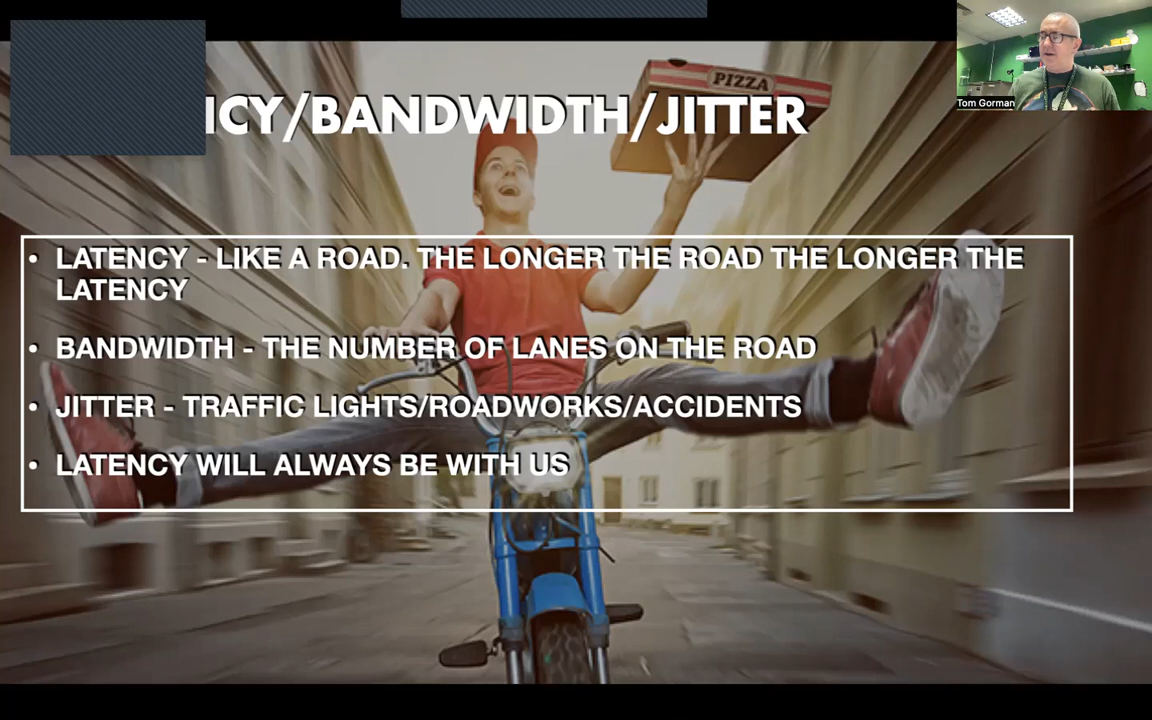 PIZZA
CY/BANDWIDTH/JITTER
Tom Gorman
• LATENCY - LIKE A ROAD. THE LONGER THE ROAD THE LONGER THE
LATENCY
• BANDWIDTH - THE NUMBER OF LANES ON THE ROAD
• JITTER - TRAFFIC LIGHTS/ROADWORKS/ACCIDENTS
• LATENCY WILL ALWAYS BE WITH US